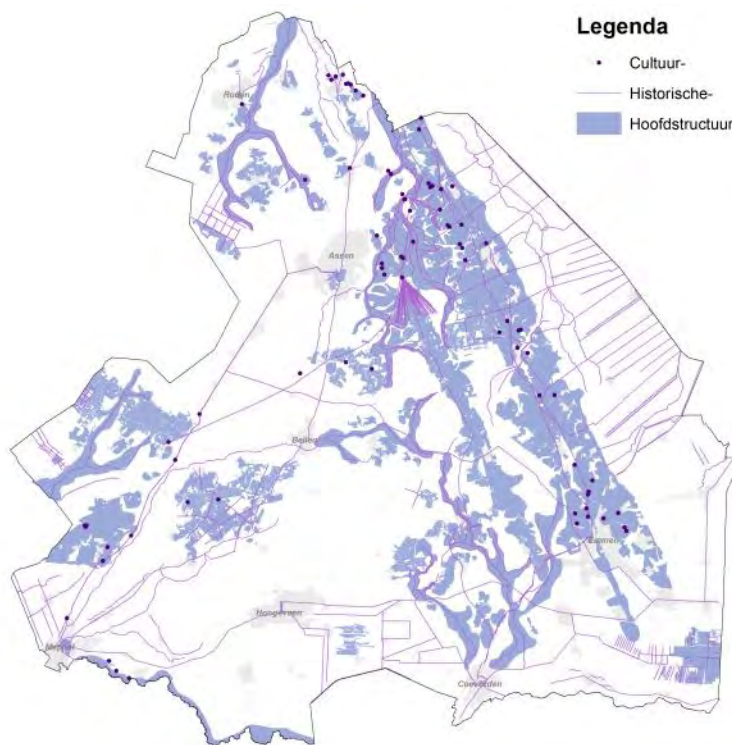 Legenda
Cultuur-
Historische-
Hoofdstructuur
Roden
Assen
Beilen
Emmen
Hoogeveen
Meppel
Coevorden